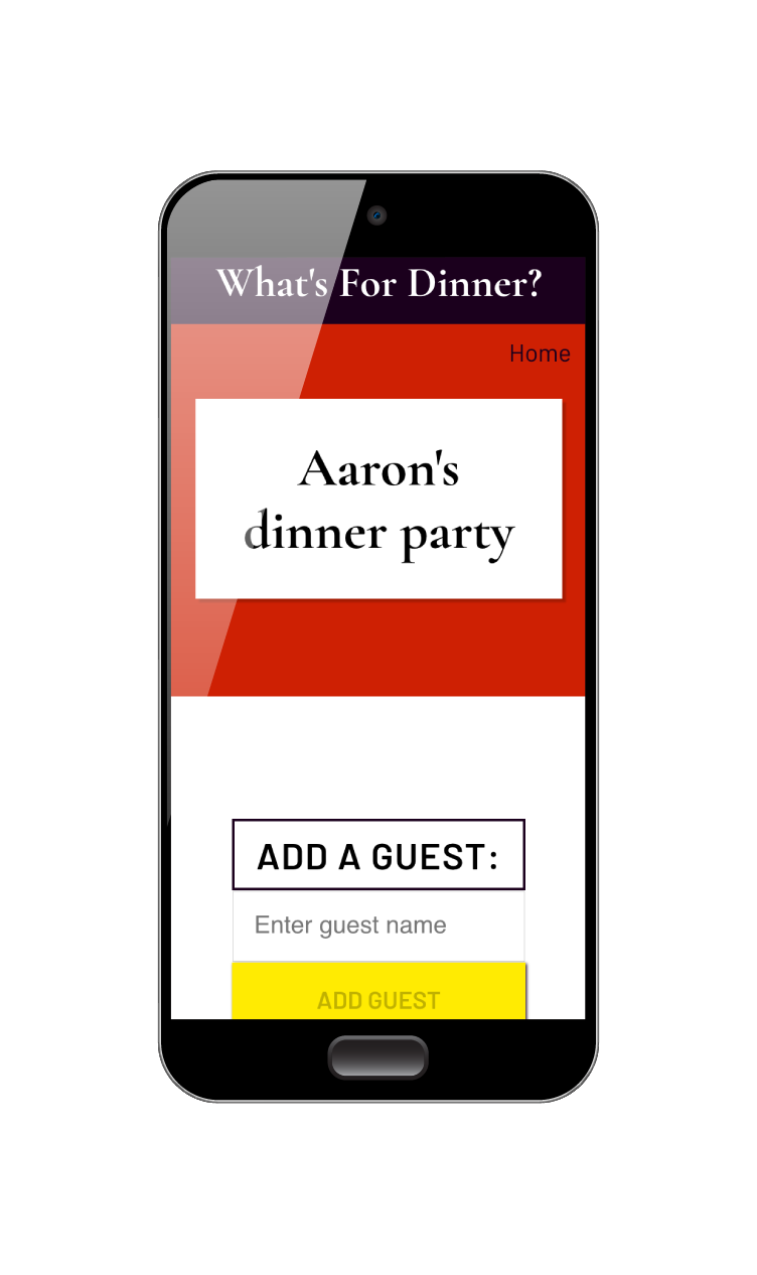 What's For Dinner?
Home
Aaron's
dinner party
ADD A GUEST:
Enter guest name
ADD GUEST